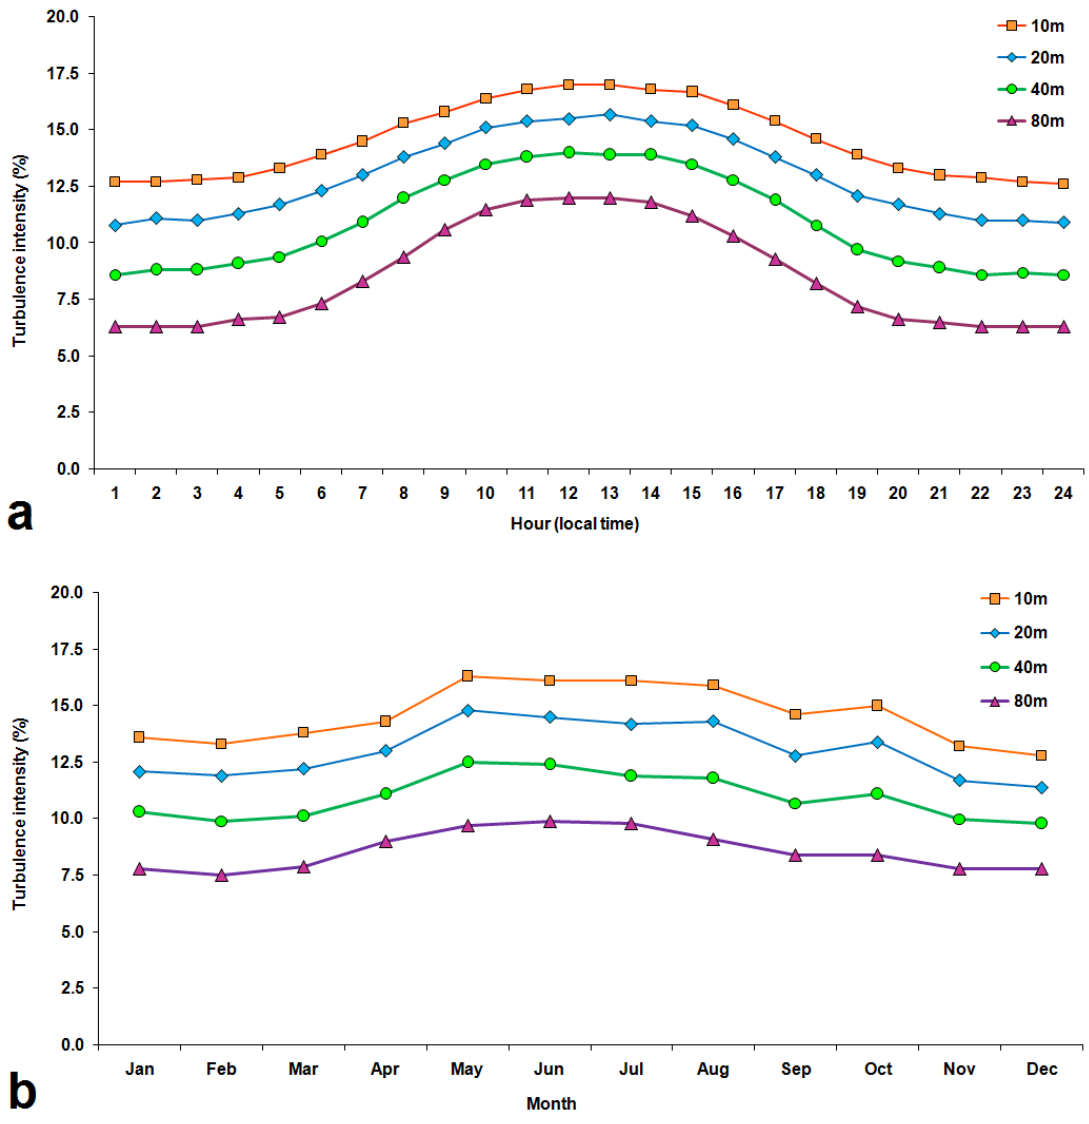 20.0
17.5
15.0
12.5
10.0
7.5
5.0
2.5
0.0
Turbulence intensity (%)
10m
20m
40m
80m
1 2 3 4 5 6 7 8 9 10 11 12 13 14 15 16 17 18 19 20 21 22 23 24
Hour (local time)
a
20.0
17.5
15.0
12.5
10.0
7.5
5.0
2.5
0.0
Turbulence intensity (%)
10m
20m
40m
80m
Jan Feb Mar Apr May Jun Jul Aug Sep Oct Nov Dec
Month
b